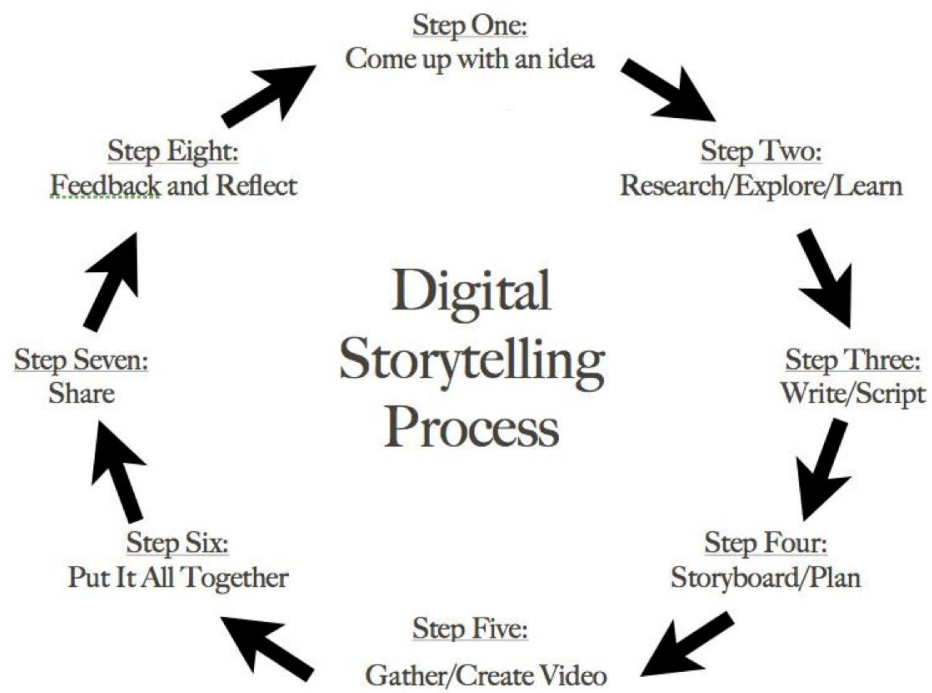 Step One:
Come up with an idea
Step Two:
Research/Explore/Learn
Step Three:
Write/Script
Step Four:
Storyboard/Plan
Step Five:
Gather/Create Video
Step Six:
Put It All Together
Step Seven:
Share
Step Eight:
Feedback and Reflect
Digital
Storytelling
Process